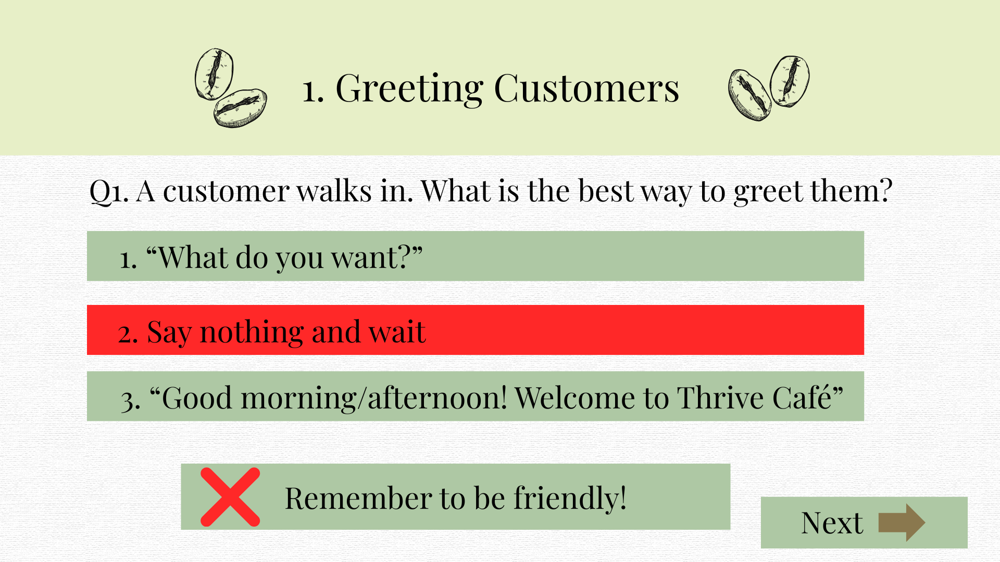 1. Greeting Customers
Q1. A customer walks in. What is the best way to greet them?
1. “What do you want?”
2. Say nothing and wait
3. “Good morning/afternoon! Welcome to Thrive Café”
Remember to be friendly!
Next